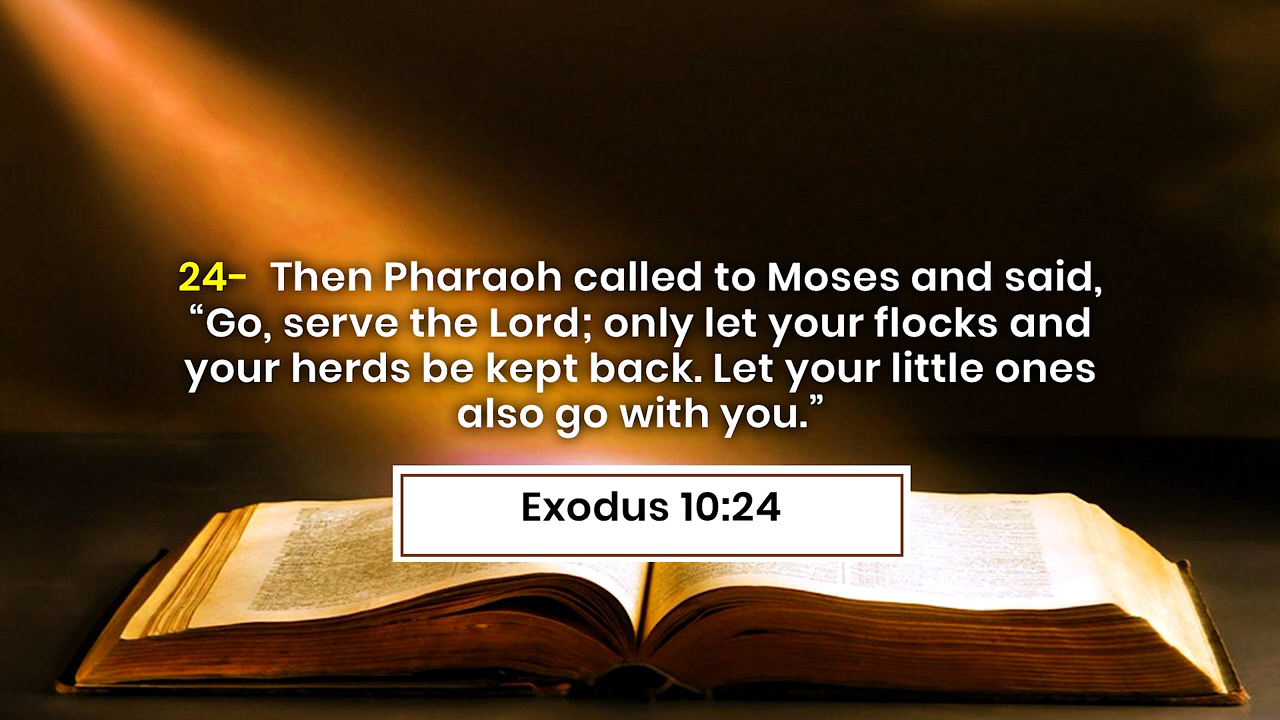 24- Then Pharaoh called to Moses and said,
“Go, serve the Lord; only let your flocks and
your herds be kept back. Let your little ones
also go with you.”
Exodus 10:24